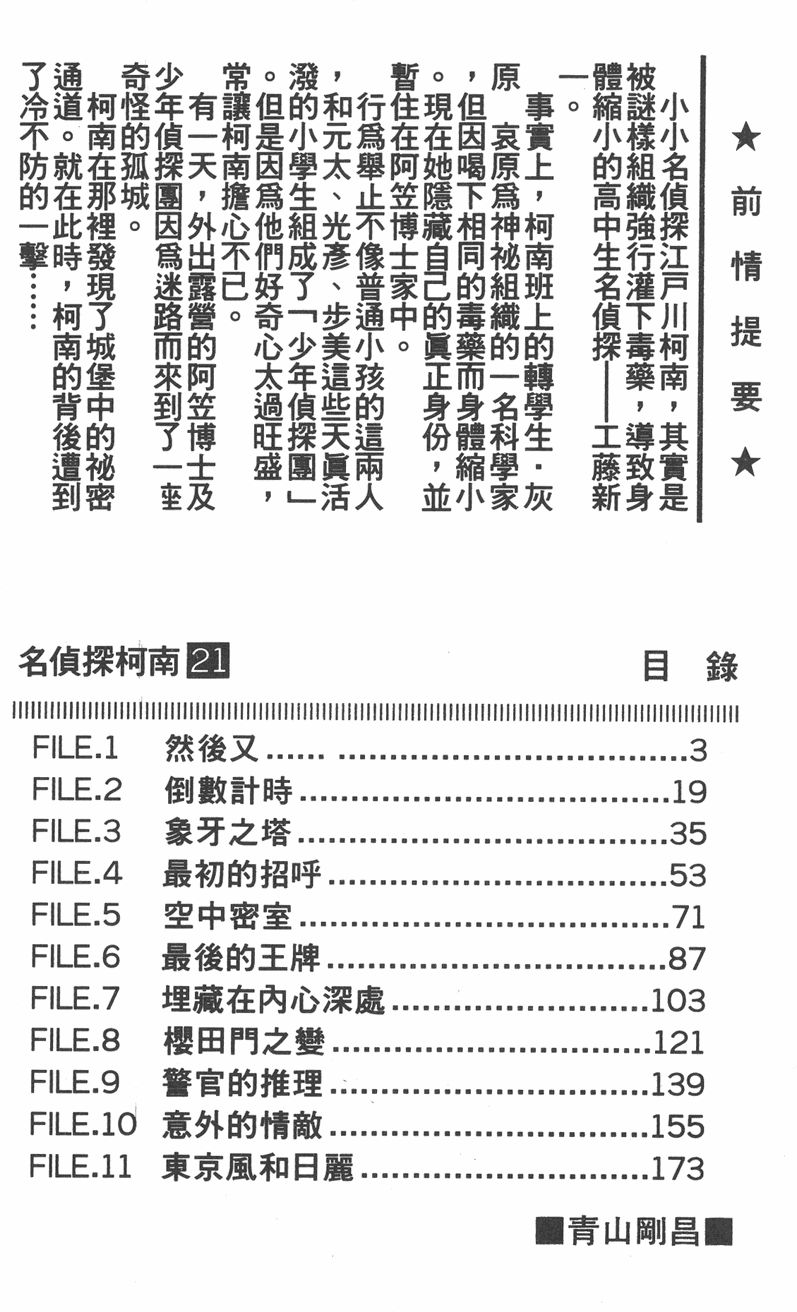 ★前情提要★
　小小名偵探江戶川柯南，其實是
被謎樣組織強行灌下毒藥，導致身
體縮小的高中生名偵探——工藤新
一。
　事實上，柯南班上的轉學生．灰
原　哀原為神祕組織的一名科學家
，但因喝下相同的毒藥而身體縮小
。現在她隱藏自己的眞正身份，並
暫住在阿笠博士家中。
　行為舉止不像普通小孩的這兩人
，和元太、光彥、步美這些天眞活
潑的小學生組成了「少年偵探團」
。但是因為他們好奇心太過旺盛，
常讓柯南擔心不已。
　有一天，外出露營的阿笠博士及
少年偵探團因為迷路而來到了一座
奇怪的孤城。
　柯南在那裡發現了城堡中的祕密
通道。就在此時，柯南的背後遭到
了冷不防的一擊……
名偵探柯南21　目錄
FILE.1　然後又…… ……………………………3
FILE.2　倒數計時……………………………19
FILE.3　象牙之塔……………………………35
FILE.4　最初的招呼……………………………53
FILE.5　空中密室……………………………71
FILE.6　最後的王牌……………………………87
FILE.7　埋藏在內心深處………………………103
FILE.8　櫻田門之變……………………………121
FILE.9　警官的推理……………………………139
FILE.10　意外的情敵……………………………155
FILE.11　東京風和日麗…………………………173
■青山剛昌■